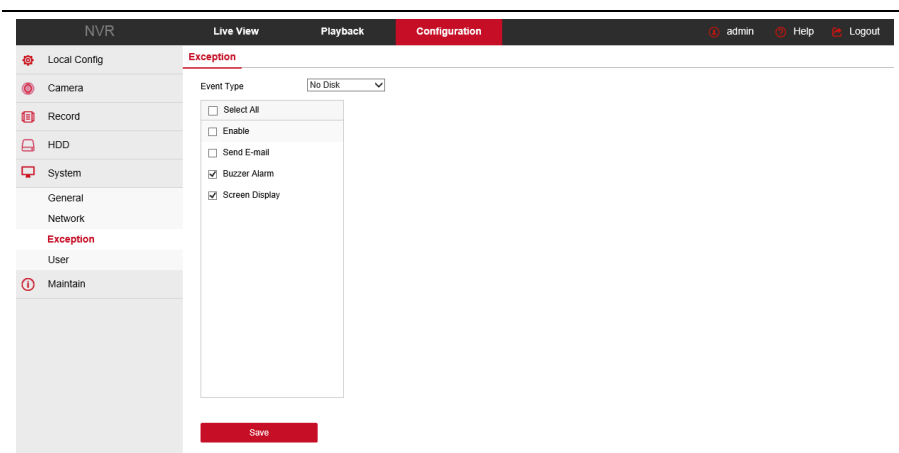 NVR Live View Playback Configuration admin Help Logout
Local Config
Camera
Record
HDD
System
General
Network
Exception
User
Maintain
Exception
Event Type No Disk
Select All
Enable
Send E-mail
Buzzer Alarm
Screen Display
Save